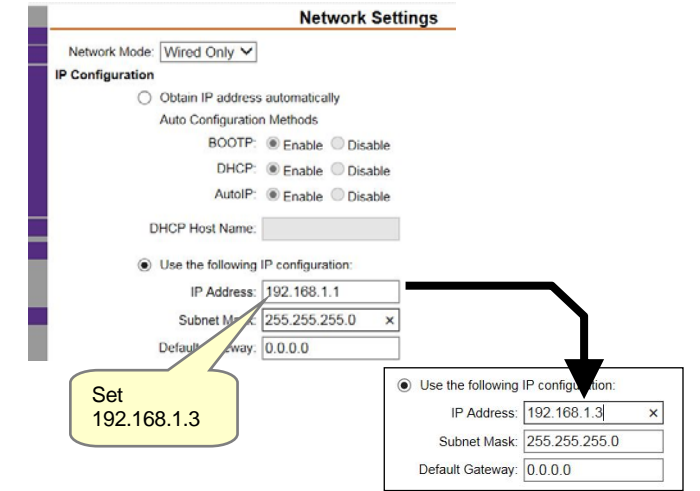 Network Settings
Network Mode: Wired Only
IP Configuration
Obtain IP address automatically
Auto Configuration Methods
BOOTP: Enable Disable
DHCP: Enable Disable
AutoIP: Enable Disable
DHCP Host Name:
Use the following IP configuration:
IP Address: 192.168.1.1
Subnet 255.255.255.0 ×
Default 0.0.0.0
Set
192.168.1.3
Use the following IP configuration:
IP Address: 192.168.1.3 ×
Subnet Mask: 255.255.255.0
Default Gateway: 0.0.0.0